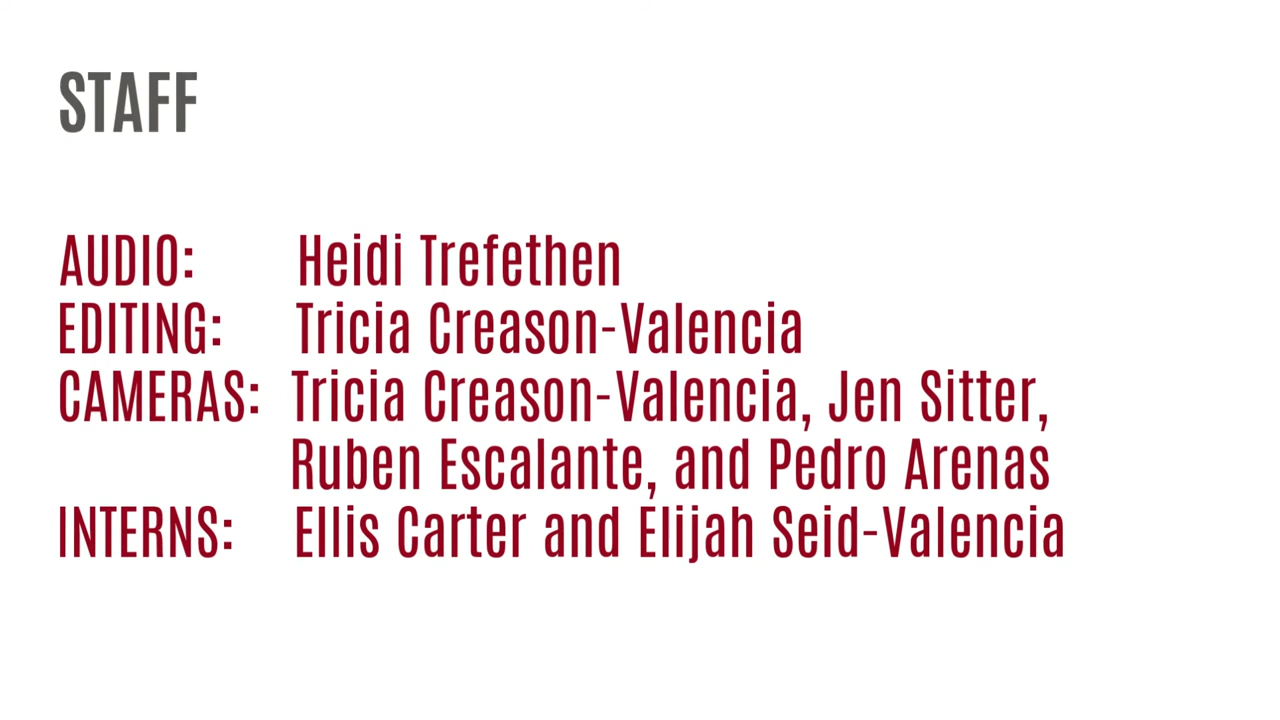 STAFF
AUDIO: Heidi Trefethen
EDITING: Tricia Creason-Valencia
CAMERAS: Tricia Creason-Valencia, Jen Sitter,
Ruben Escalante, and Pedro Arenas
INTERNS: Ellis Carter and Elijah Seid-Valencia